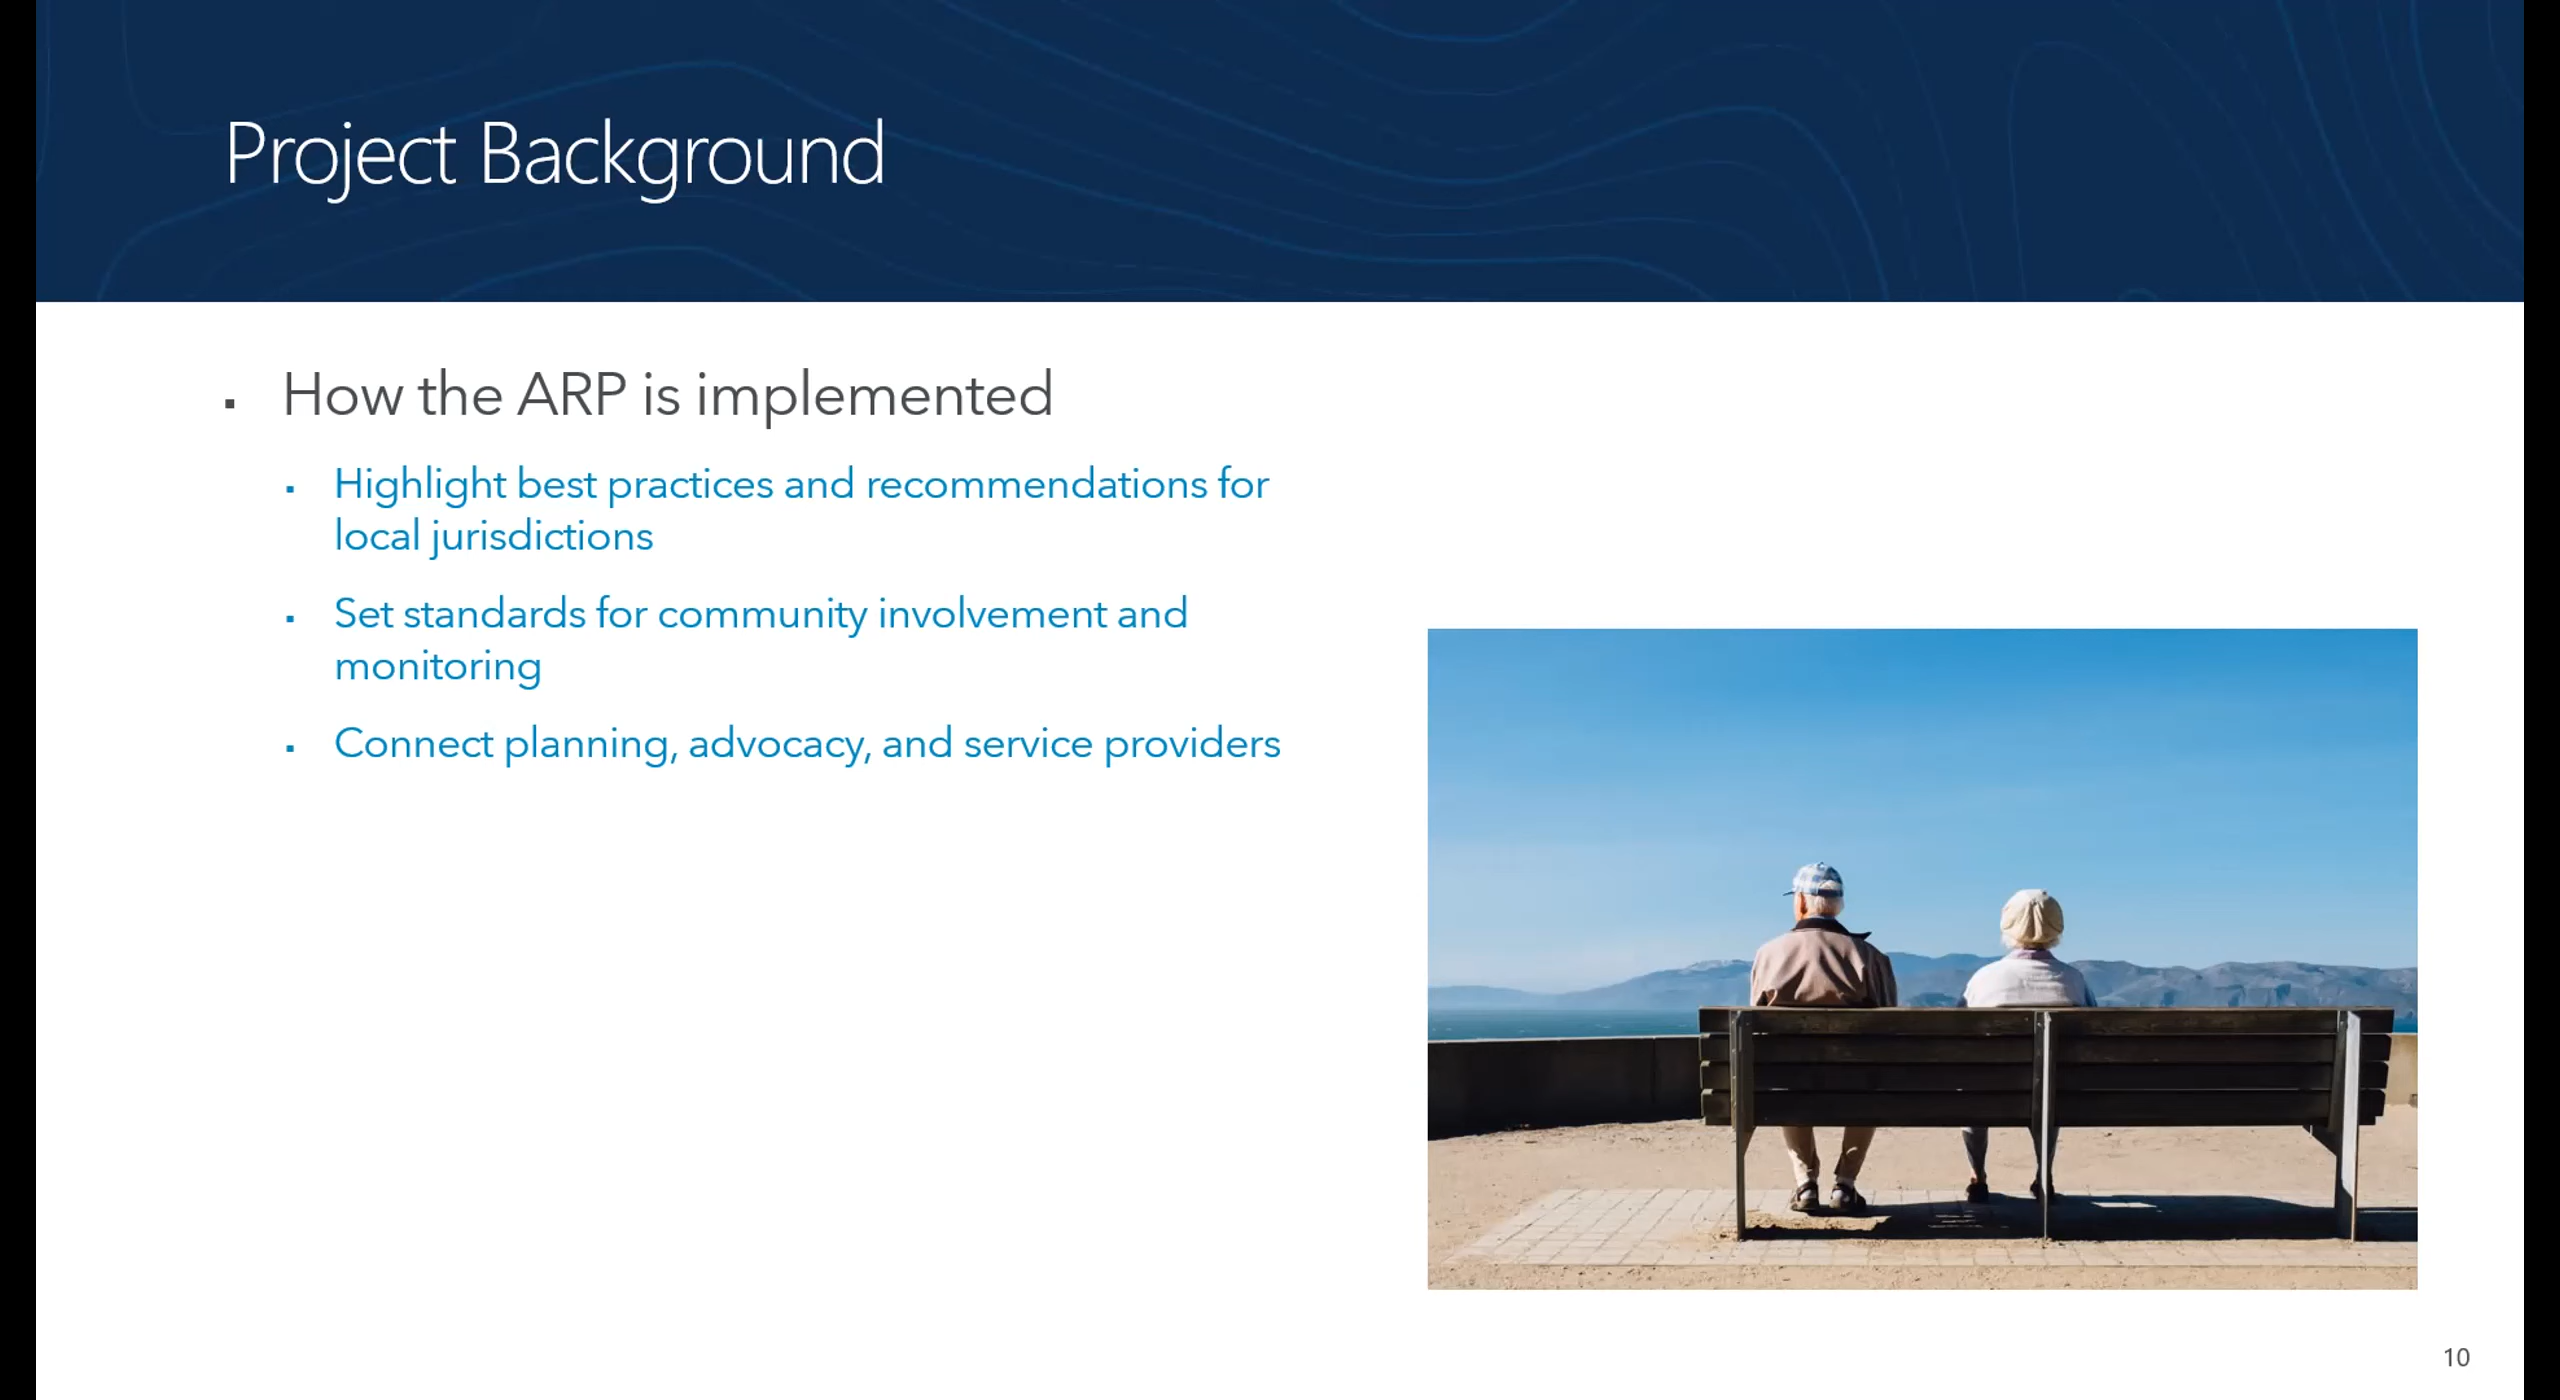 Project Background
▪ How the ARP is implemented
▪ Highlight best practices and recommendations for
local jurisdictions
▪ Set standards for community involvement and
monitoring
▪ Connect planning, advocacy, and service providers
10